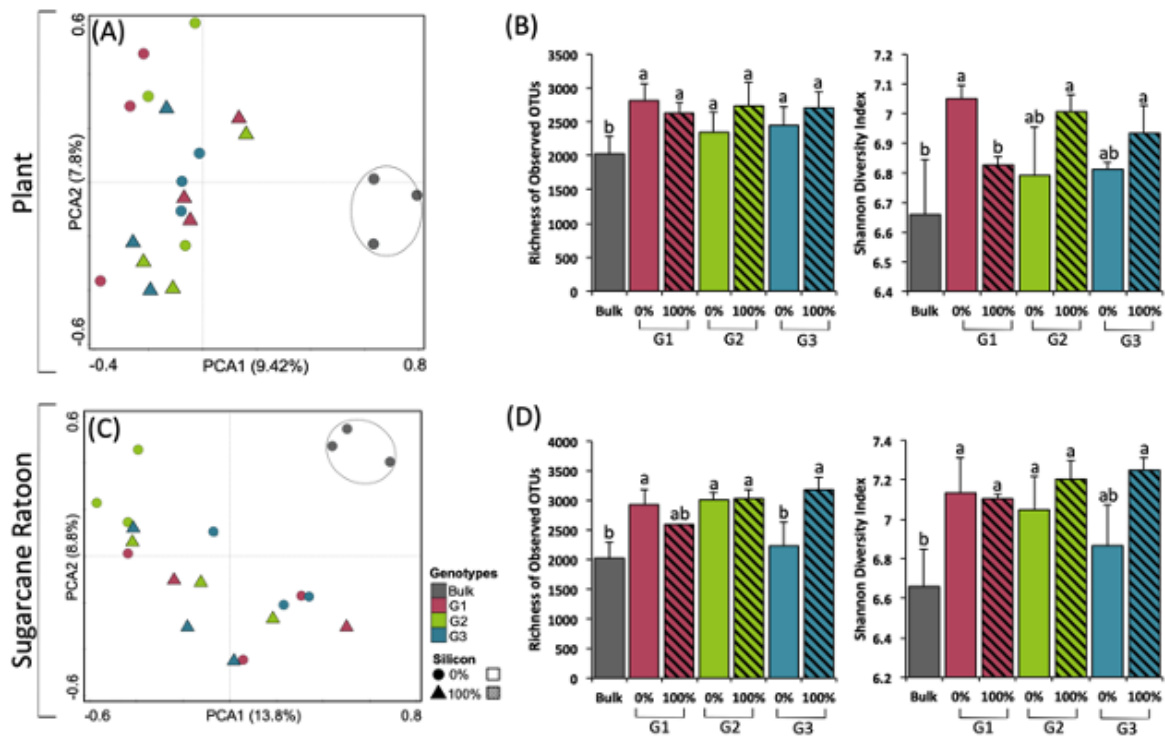 Plant
(A)
0.6
PCA2 (7.8%)
-0.6
-0.4
PCA1 (9.42%)
0.8
(B)
Richness of Observed OTUs
3500
3000
2500
2000
1500
1000
500
0
b
a
a
a
a
a
a
Bulk 0% 100% 0% 100% 0% 100%
G1 G2 G3
Shannon Diversity Index
7.2
7.1
7
6.9
6.8
6.7
6.6
6.5
6.4
b
a
b
ab
a
ab
a
Bulk 0% 100% 0% 100% 0% 100%
G1 G2 G3
Sugarcane Ratoon
(C)
0.6
PCA2 (8.8%)
-0.6
-0.6
PCA1 (13.8%)
0.8
Genotypes
Bulk
G1
G2
G3
Silicon
0%
100%
(D)
Richness of Observed OTUs
4000
3500
3000
2500
2000
1500
1000
500
0
b
a
ab
a
a
b
a
Bulk 0% 100% 0% 100% 0% 100%
G1 G2 G3
Shannon Diversity Index
7.4
7.2
7
6.8
6.6
6.4
6.2
b
a
a
a
a
ab
a
Bulk 0% 100% 0% 100% 0% 100%
G1 G2 G3